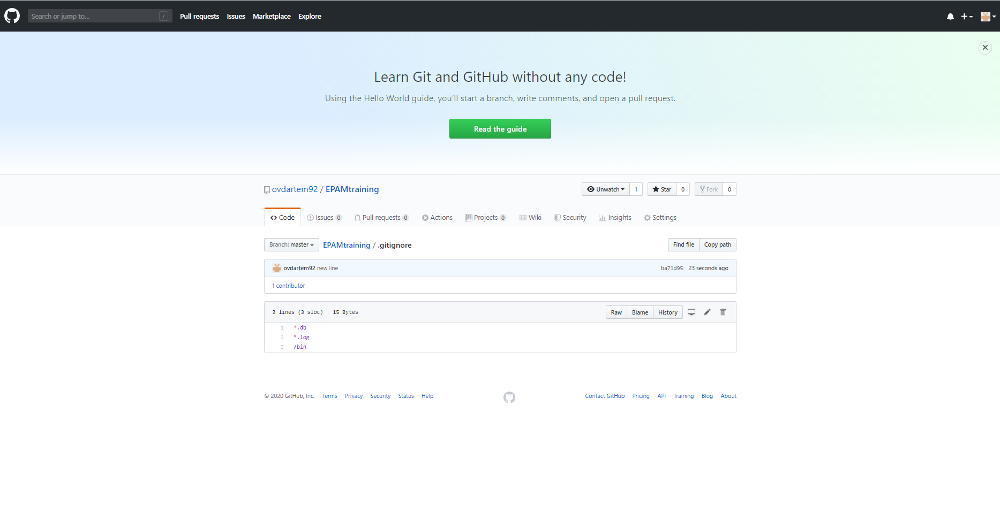 Search or jump to... / Pull requests Issues Marketplace Explore
Learn Git and GitHub without any code!
Using the Hello World guide, you'll start a branch, write comments, and open a pull request.
Read the guide
ovdartem92 / EPAMtraining Unwatch 1 Star 0 Fork 0
Code Issues 0 Pull requests 0 Actions Projects 0 Wiki Security Insights Settings
Branch: master EPAMtraining / .gitignore Find file Copy path
ovdartem92 new line ba71d95 23 seconds ago
1 contributor
3 lines (3 sloc) 15 Bytes Raw Blame History
1 *.db
2 *.log
3 /bin
© 2020 GitHub, Inc. Terms Privacy Security Status Help Contact GitHub Pricing API Training Blog About